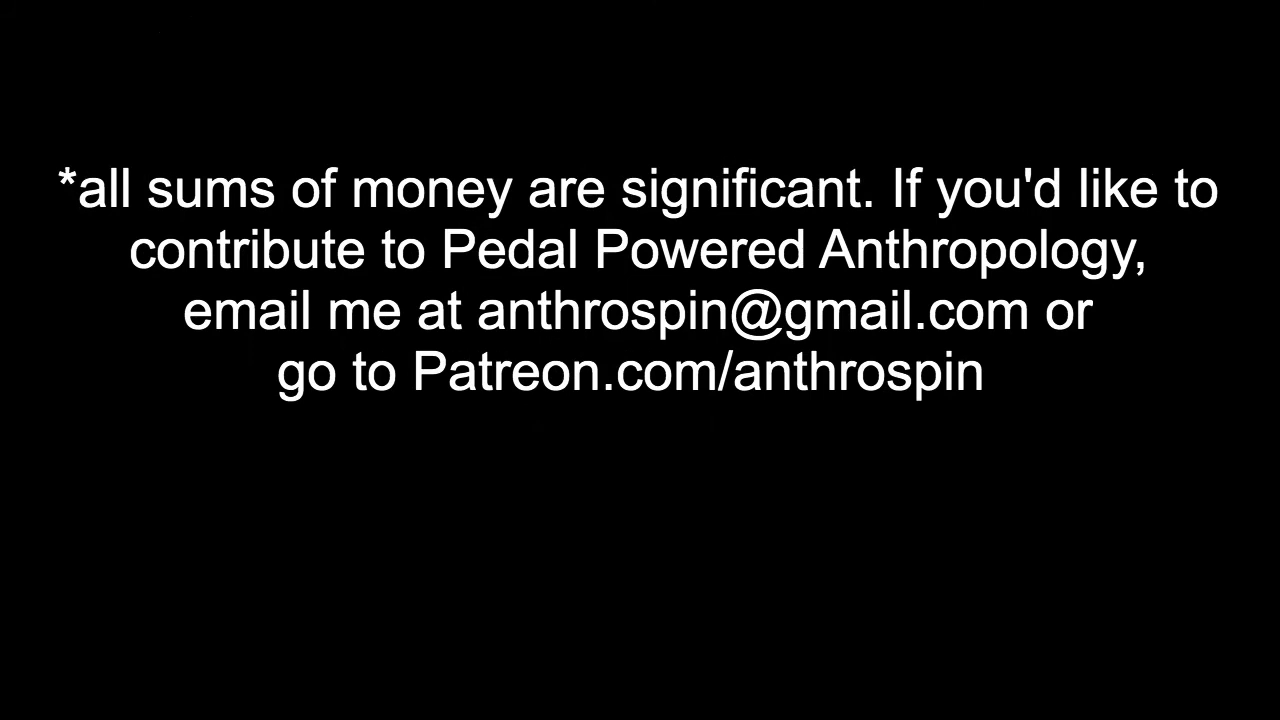 *all sums of money are significant. If you'd like to
contribute to Pedal Powered Anthropology,
email me at anthrospin@gmail.com or
go to Patreon.com/anthrospin